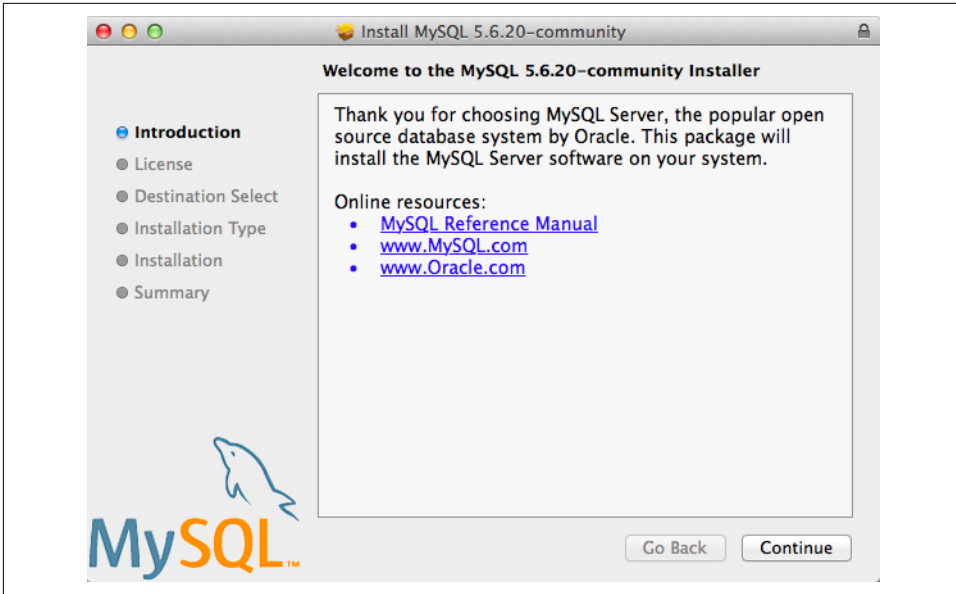 Install MySQL 5.6.20-community
Welcome to the MySQL 5.6.20-community Installer
Introduction
License
Destination Select
Installation Type
Installation
Summary
Thank you for choosing MySQL Server, the popular open
source database system by Oracle. This package will
install the MySQL Server software on your system.
Online resources:
• MySQL Reference Manual
• www.MySQL.com
• www.Oracle.com
MySQL™
Go Back
Continue